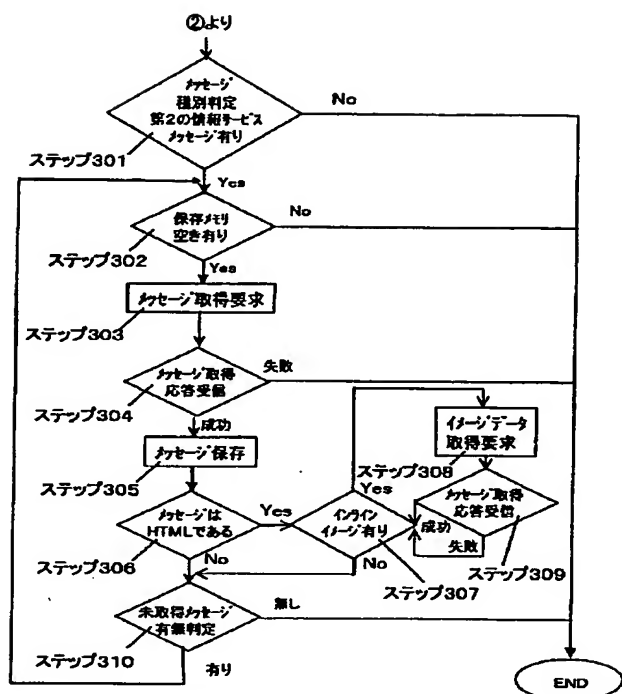 ②より
メッセージ
種別判定
第2の情報サービス
メッセージ有り
No
ステップ301
Yes
保存メモリ
空き有り
No
ステップ302
Yes
メッセージ取得要求
ステップ303
メッセージ取得
応答受信
失敗
ステップ304
成功
メッセージ保存
ステップ305
メッセージは
HTMLである
Yes
ステップ306
No
インライン
イメージ有り
Yes
No
ステップ307
イメージデータ
取得要求
ステップ308
メッセージ取得
応答受信
成功
失敗
ステップ309
未取得メッセージ
有無判定
無し
ステップ310
有り
END